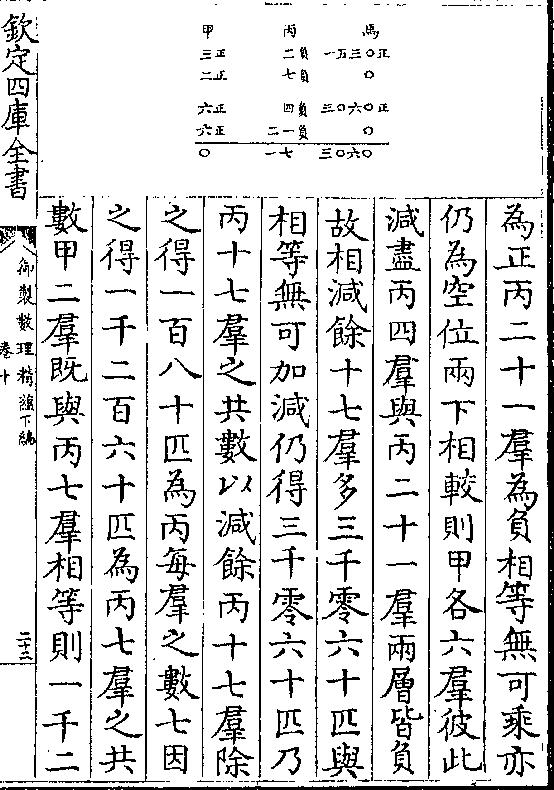 甲 丙 馬
三正 二負 一五三〇正
二正 七負 〇
六正 四負 三〇六〇正
六正 二一負 〇
〇 一七 三〇六〇
為正丙二十一羣為負相等無可乘亦
仍為空位兩下相較則甲各六羣彼此
減盡丙四羣與丙二十一羣兩層皆負
故相減餘十七羣多三千零六十匹與
相等無可加減仍得三千零六十匹乃
丙十七羣之共數以減餘丙十七羣除
之得一百八十匹為丙每羣之數七因
之得一千二百六十匹為丙七羣之共
數甲二羣既與丙七羣相等則一千二
欽定四庫全書
御製數理精蘊下編
卷十
二十二